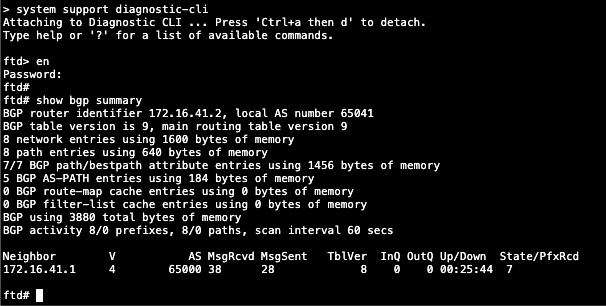 > system support diagnostic-cli
Attaching to Diagnostic CLI ... Press 'Ctrl+a then d' to detach.
Type help or '?' for a list of available commands.
ftd> en
Password:
ftd#
ftd# show bgp summary
BGP router identifier 172.16.41.2, local AS number 65041
BGP table version is 9, main routing table version 9
8 network entries using 1600 bytes of memory
8 path entries using 640 bytes of memory
7/7 BGP path/bestpath attribute entries using 1456 bytes of memory
5 BGP AS-PATH entries using 184 bytes of memory
0 BGP route-map cache entries using 0 bytes of memory
0 BGP filter-list cache entries using 0 bytes of memory
BGP using 3880 total bytes of memory
BGP activity 8/0 prefixes, 8/0 paths, scan interval 60 secs
Neighbor V AS MsgRcvd MsgSent TblVer InQ OutQ Up/Down State/PfxRcd
172.16.41.1 4 65000 38 28 8 0 0 00:25:44 7
ftd#